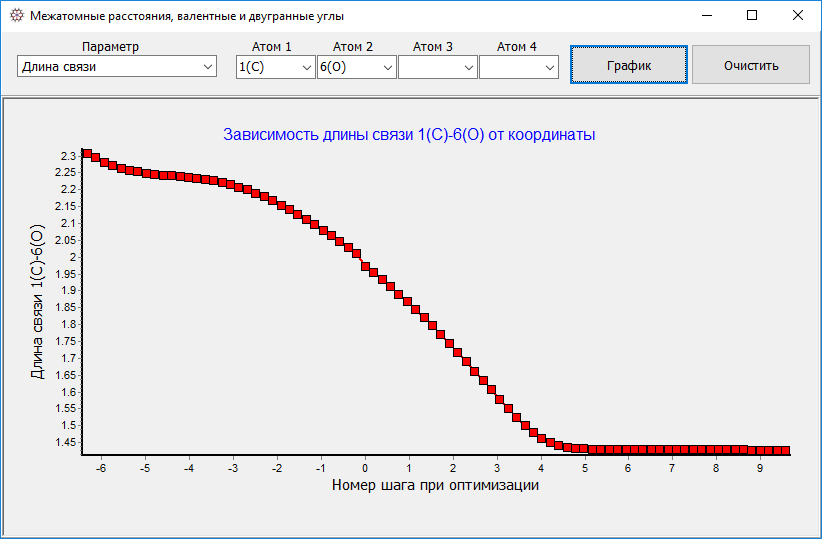 Межатомные расстояния, валентные и двугранные углы
Параметр Атом 1 Атом 2 Атом 3 Атом 4
Длина связи 1(C) 6(O) График Очистить
Зависимость длины связи 1(C)-6(O) от координаты
Длина связи 1(C)-6(O)
2.3
2.25
2.2
2.15
2.1
2.05
2
1.95
1.9
1.85
1.8
1.75
1.7
1.65
1.6
1.55
1.5
1.45
-6 -5 -4 -3 -2 -1 0 1 2 3 4 5 6 7 8 9
Номер шага при оптимизации